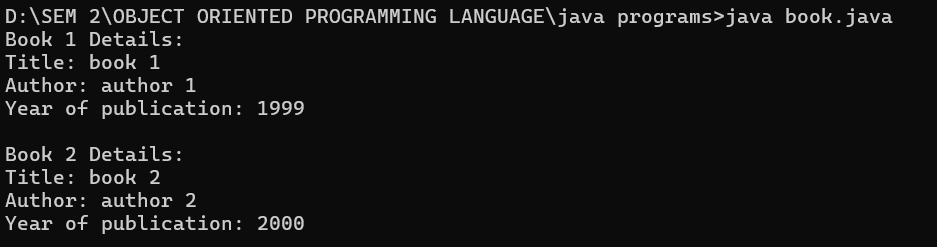 D:\SEM 2\OBJECT ORIENTED PROGRAMMING LANGUAGE\java programs>java book.java
Book 1 Details:
Title: book 1
Author: author 1
Year of publication: 1999

Book 2 Details:
Title: book 2
Author: author 2
Year of publication: 2000